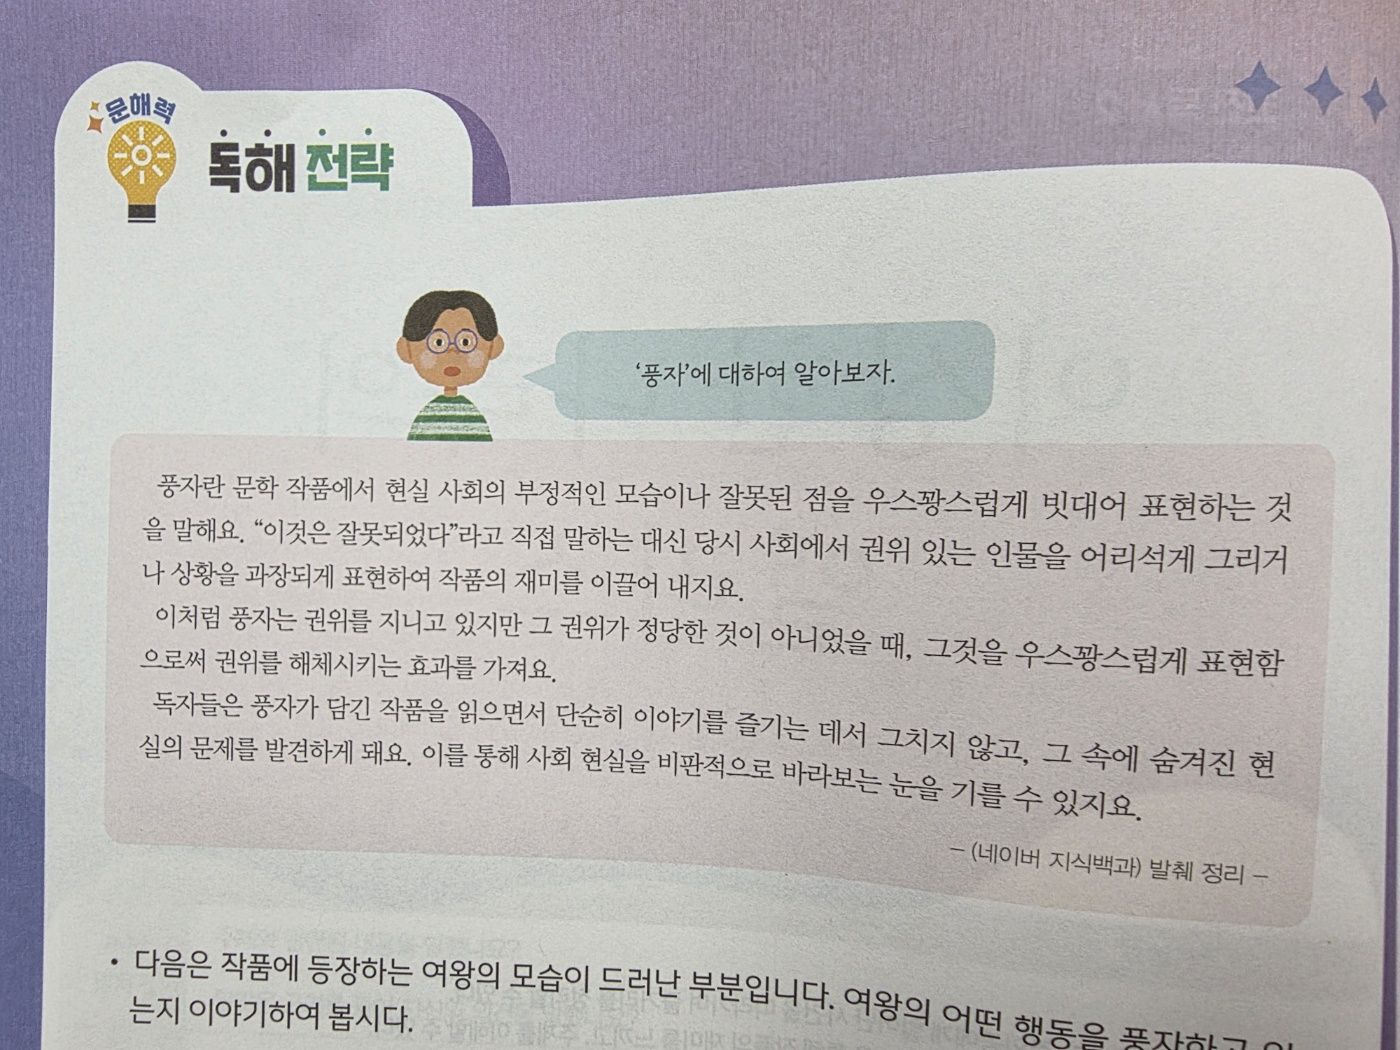 문해력
독해 전략
‘풍자’에 대하여 알아보자.
풍자란 문학 작품에서 현실 사회의 부정적인 모습이나 잘못된 점을 우스꽝스럽게 빗대어 표현하는 것
을 말해요. “이것은 잘못되었다”라고 직접 말하는 대신 당시 사회에서 권위 있는 인물을 어리석게 그리거
나 상황을 과장되게 표현하여 작품의 재미를 이끌어 내지요.
이처럼 풍자는 권위를 지니고 있지만 그 권위가 정당한 것이 아니었을 때, 그것을 우스꽝스럽게 표현함
으로써 권위를 해체시키는 효과를 가져요.
독자들은 풍자가 담긴 작품을 읽으면서 단순히 이야기를 즐기는 데서 그치지 않고, 그 속에 숨겨진 현
실의 문제를 발견하게 돼요. 이를 통해 사회 현실을 비판적으로 바라보는 눈을 기를 수 있지요.
– (네이버 지식백과) 발췌 정리 –
• 다음은 작품에 등장하는 여왕의 모습이 드러난 부분입니다. 여왕의 어떤 행동을 풍자하고
는지 이야기하여 봅시다.